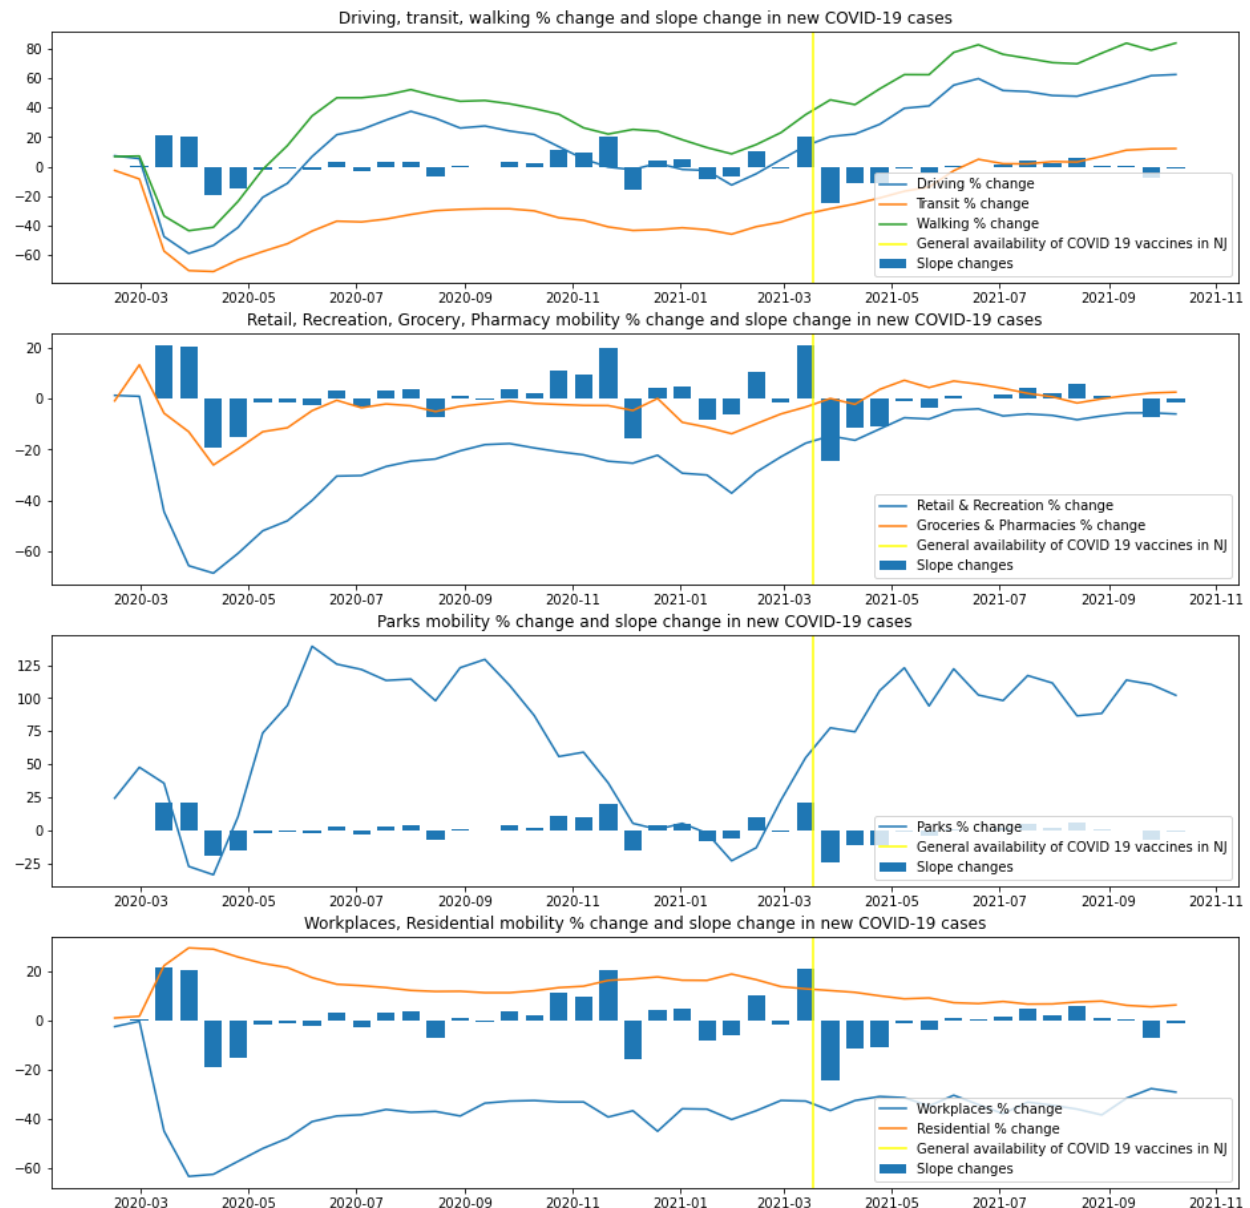 Driving, transit, walking % change and slope change in new COVID-19 cases
80
60
40
20
0
−20
−40
−60
Driving % change
Transit % change
Walking % change
General availability of COVID 19 vaccines in NJ
Slope changes
2020-03 2020-05 2020-07 2020-09 2020-11 2021-01 2021-03 2021-05 2021-07 2021-09 2021-11
Retail, Recreation, Grocery, Pharmacy mobility % change and slope change in new COVID-19 cases
20
0
−20
−40
−60
Retail & Recreation % change
Groceries & Pharmacies % change
General availability of COVID 19 vaccines in NJ
Slope changes
2020-03 2020-05 2020-07 2020-09 2020-11 2021-01 2021-03 2021-05 2021-07 2021-09 2021-11
Parks mobility % change and slope change in new COVID-19 cases
125
100
75
50
25
0
−25
Parks % change
General availability of COVID 19 vaccines in NJ
Slope changes
2020-03 2020-05 2020-07 2020-09 2020-11 2021-01 2021-03 2021-05 2021-07 2021-09 2021-11
Workplaces, Residential mobility % change and slope change in new COVID-19 cases
20
0
−20
−40
−60
Workplaces % change
Residential % change
General availability of COVID 19 vaccines in NJ
Slope changes
2020-03 2020-05 2020-07 2020-09 2020-11 2021-01 2021-03 2021-05 2021-07 2021-09 2021-11